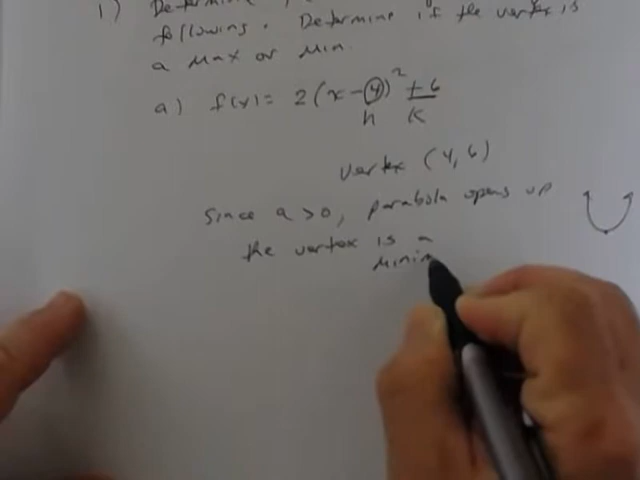 1) Determine
following. Determine if the vertex is
a max or min.
a) f(x) = 2(x-4)² + 6
h k
vertex (4,6)
Since a > 0, parabola opens up
the vertex is a
minim